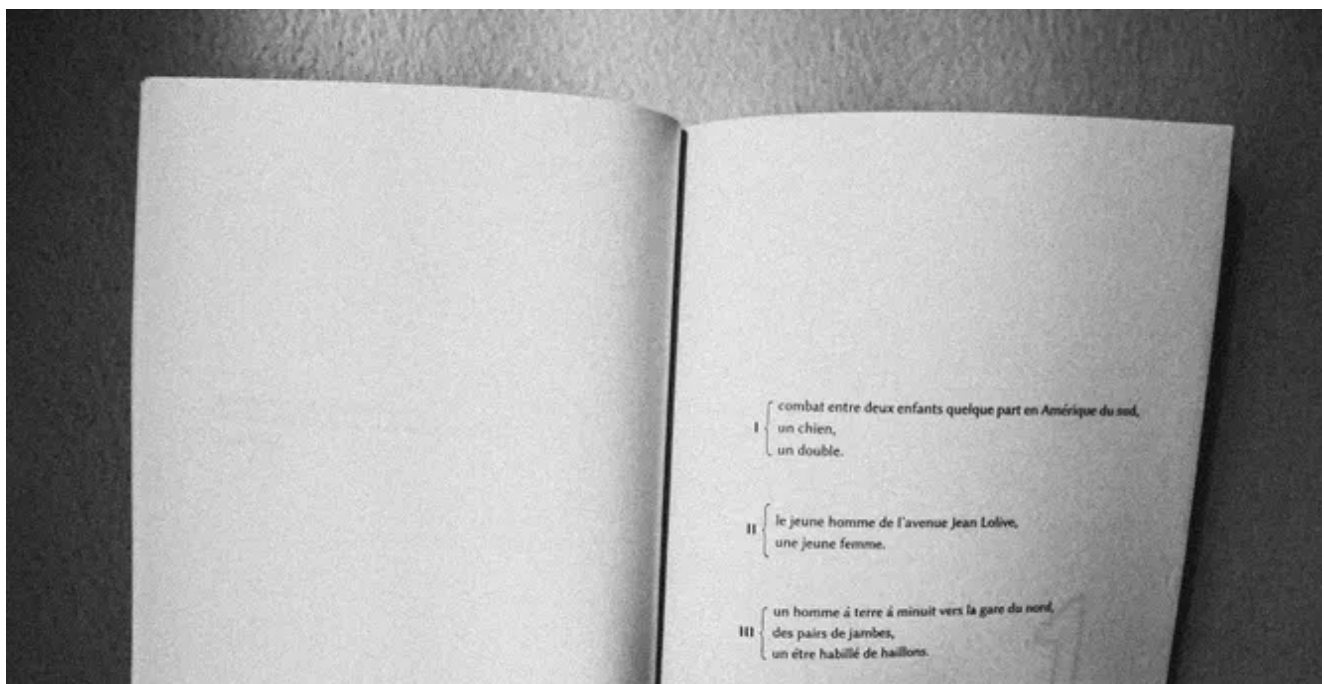 combat entre deux enfants quelque part en Amérique du sud,
I un chien,
un double.
le jeune homme de l'avenue Jean Lolive,
II une jeune femme.
un homme á terre á minuit vers la gare du nord,
III des pairs de jambes,
un être habillé de haillons.